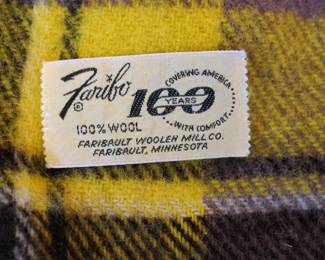 Faribo®
100 YEARS
COVERING AMERICA
...WITH COMFORT...
100% WOOL
FARIBAULT WOOLEN MILL CO.
FARIBAULT, MINNESOTA